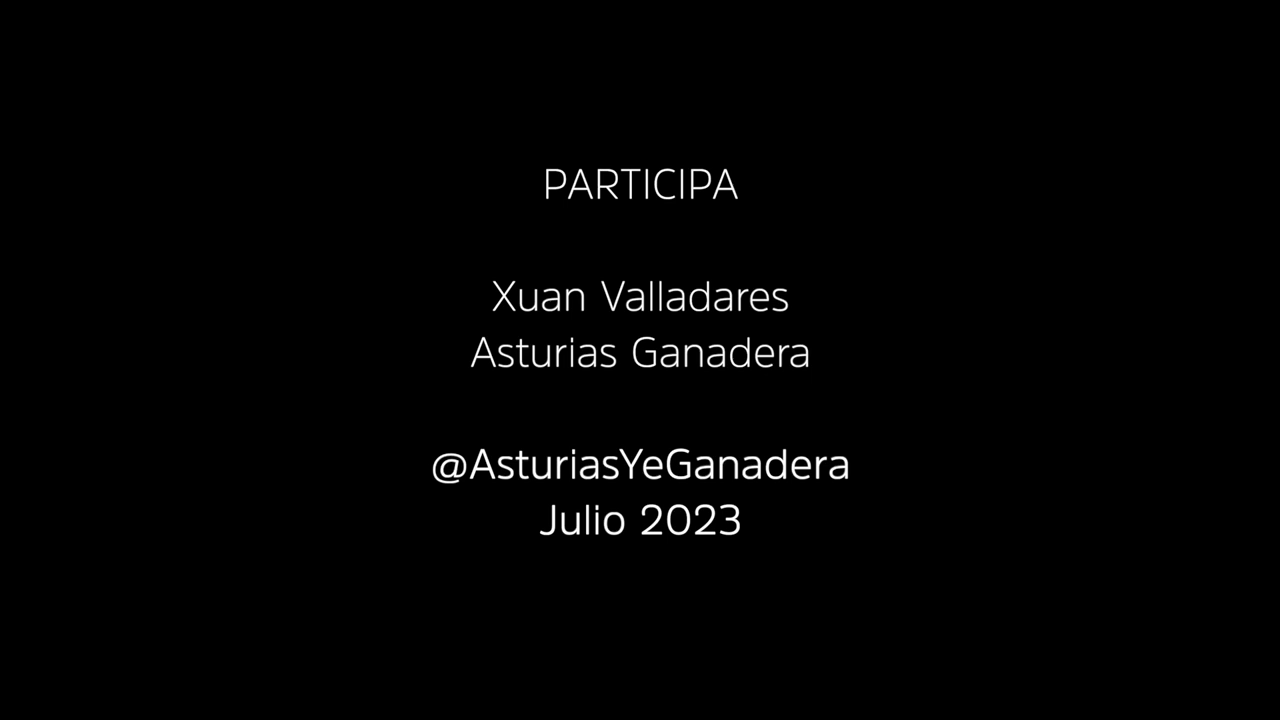 PARTICIPA
Xuan Valladares
Asturias Ganadera
@AsturiasYeGanadera
Julio 2023